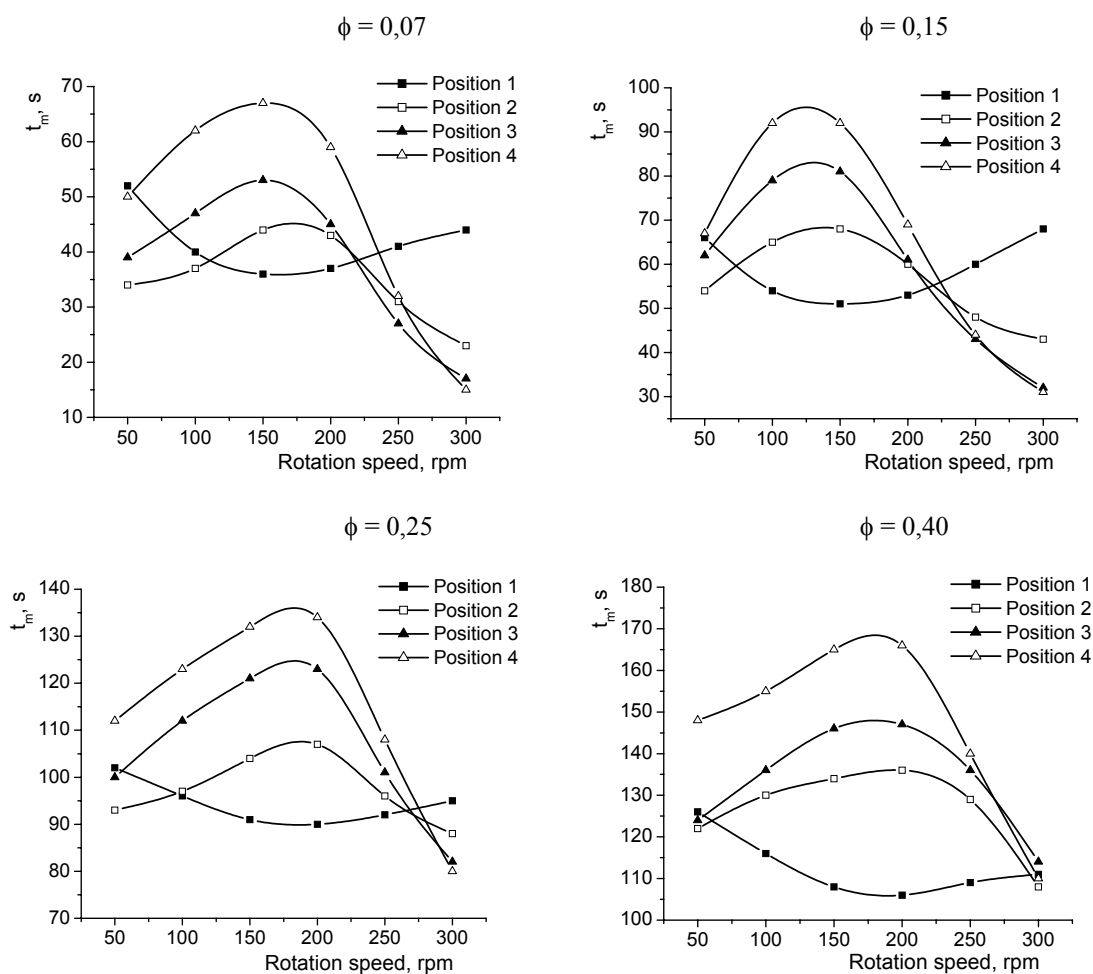 ϕ = 0,07
t_m, s
70
60
50
40
30
20
10
50 100 150 200 250 300
Rotation speed, rpm
Position 1
Position 2
Position 3
Position 4
ϕ = 0,15
t_m, s
100
90
80
70
60
50
40
30
50 100 150 200 250 300
Rotation speed, rpm
Position 1
Position 2
Position 3
Position 4
ϕ = 0,25
t_m, s
140
130
120
110
100
90
80
70
50 100 150 200 250 300
Rotation speed, rpm
Position 1
Position 2
Position 3
Position 4
ϕ = 0,40
t_m, s
180
170
160
150
140
130
120
110
100
50 100 150 200 250 300
Rotation speed, rpm
Position 1
Position 2
Position 3
Position 4